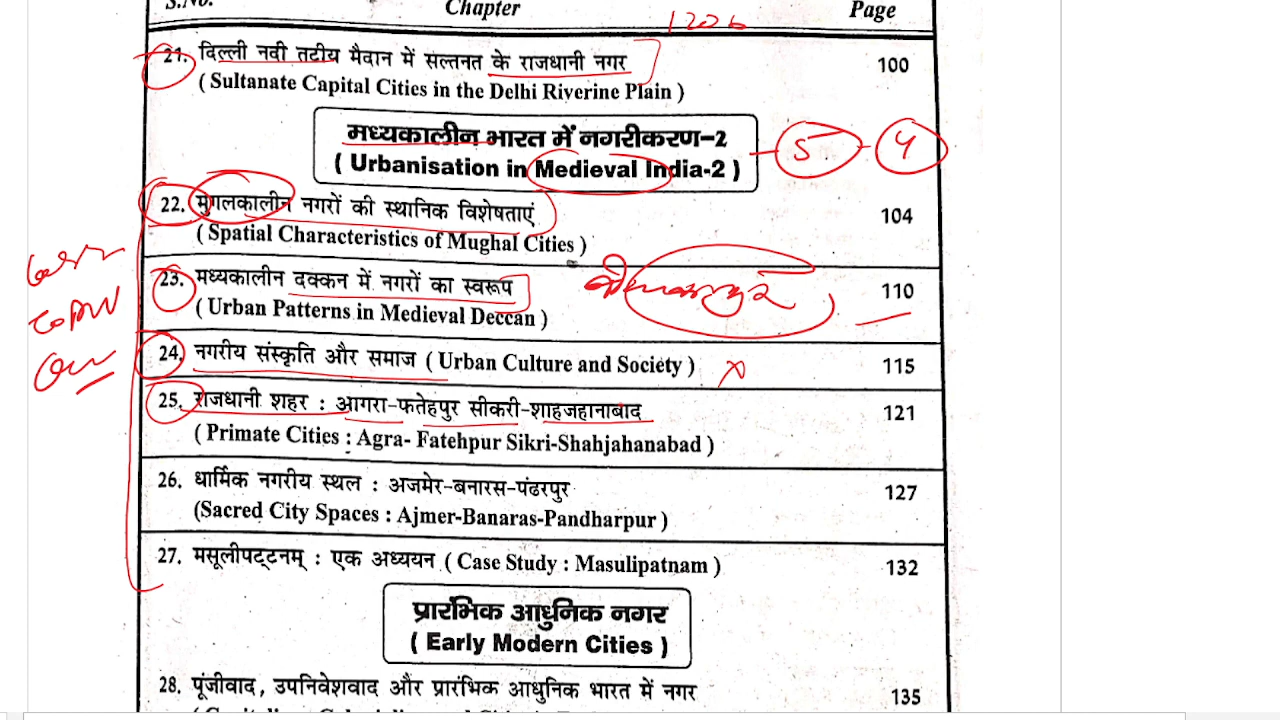 S.No. Chapter Page
1206
21. दिल्ली नदी तटीय मैदान में सल्तनत के राजधानी नगर 100
( Sultanate Capital Cities in the Delhi Riverine Plain )
मध्यकालीन भारत में नगरीकरण-2
( Urbanisation in Medieval India-2 ) - 5 - 4
22. मुगलकालीन नगरों की स्थानिक विशेषताएं 104
( Spatial Characteristics of Mughal Cities )
23. मध्यकालीन दक्कन में नगरों का स्वरूप 110
( Urban Patterns in Medieval Deccan )
24. नगरीय संस्कृति और समाज ( Urban Culture and Society ) 115
25. राजधानी शहर : आगरा-फतेहपुर सीकरी-शाहजहानाबाद 121
( Primate Cities : Agra- Fatehpur Sikri-Shahjahanabad )
26. धार्मिक नगरीय स्थल : अजमेर-बनारस-पंढरपुर 127
(Sacred City Spaces : Ajmer-Banaras-Pandharpur )
27. मसूलीपट्टनम् : एक अध्ययन ( Case Study : Masulipatnam ) 132
प्रारंभिक आधुनिक नगर
( Early Modern Cities )
28. पूंजीवाद, उपनिवेशवाद और प्रारंभिक आधुनिक भारत में नगर 135